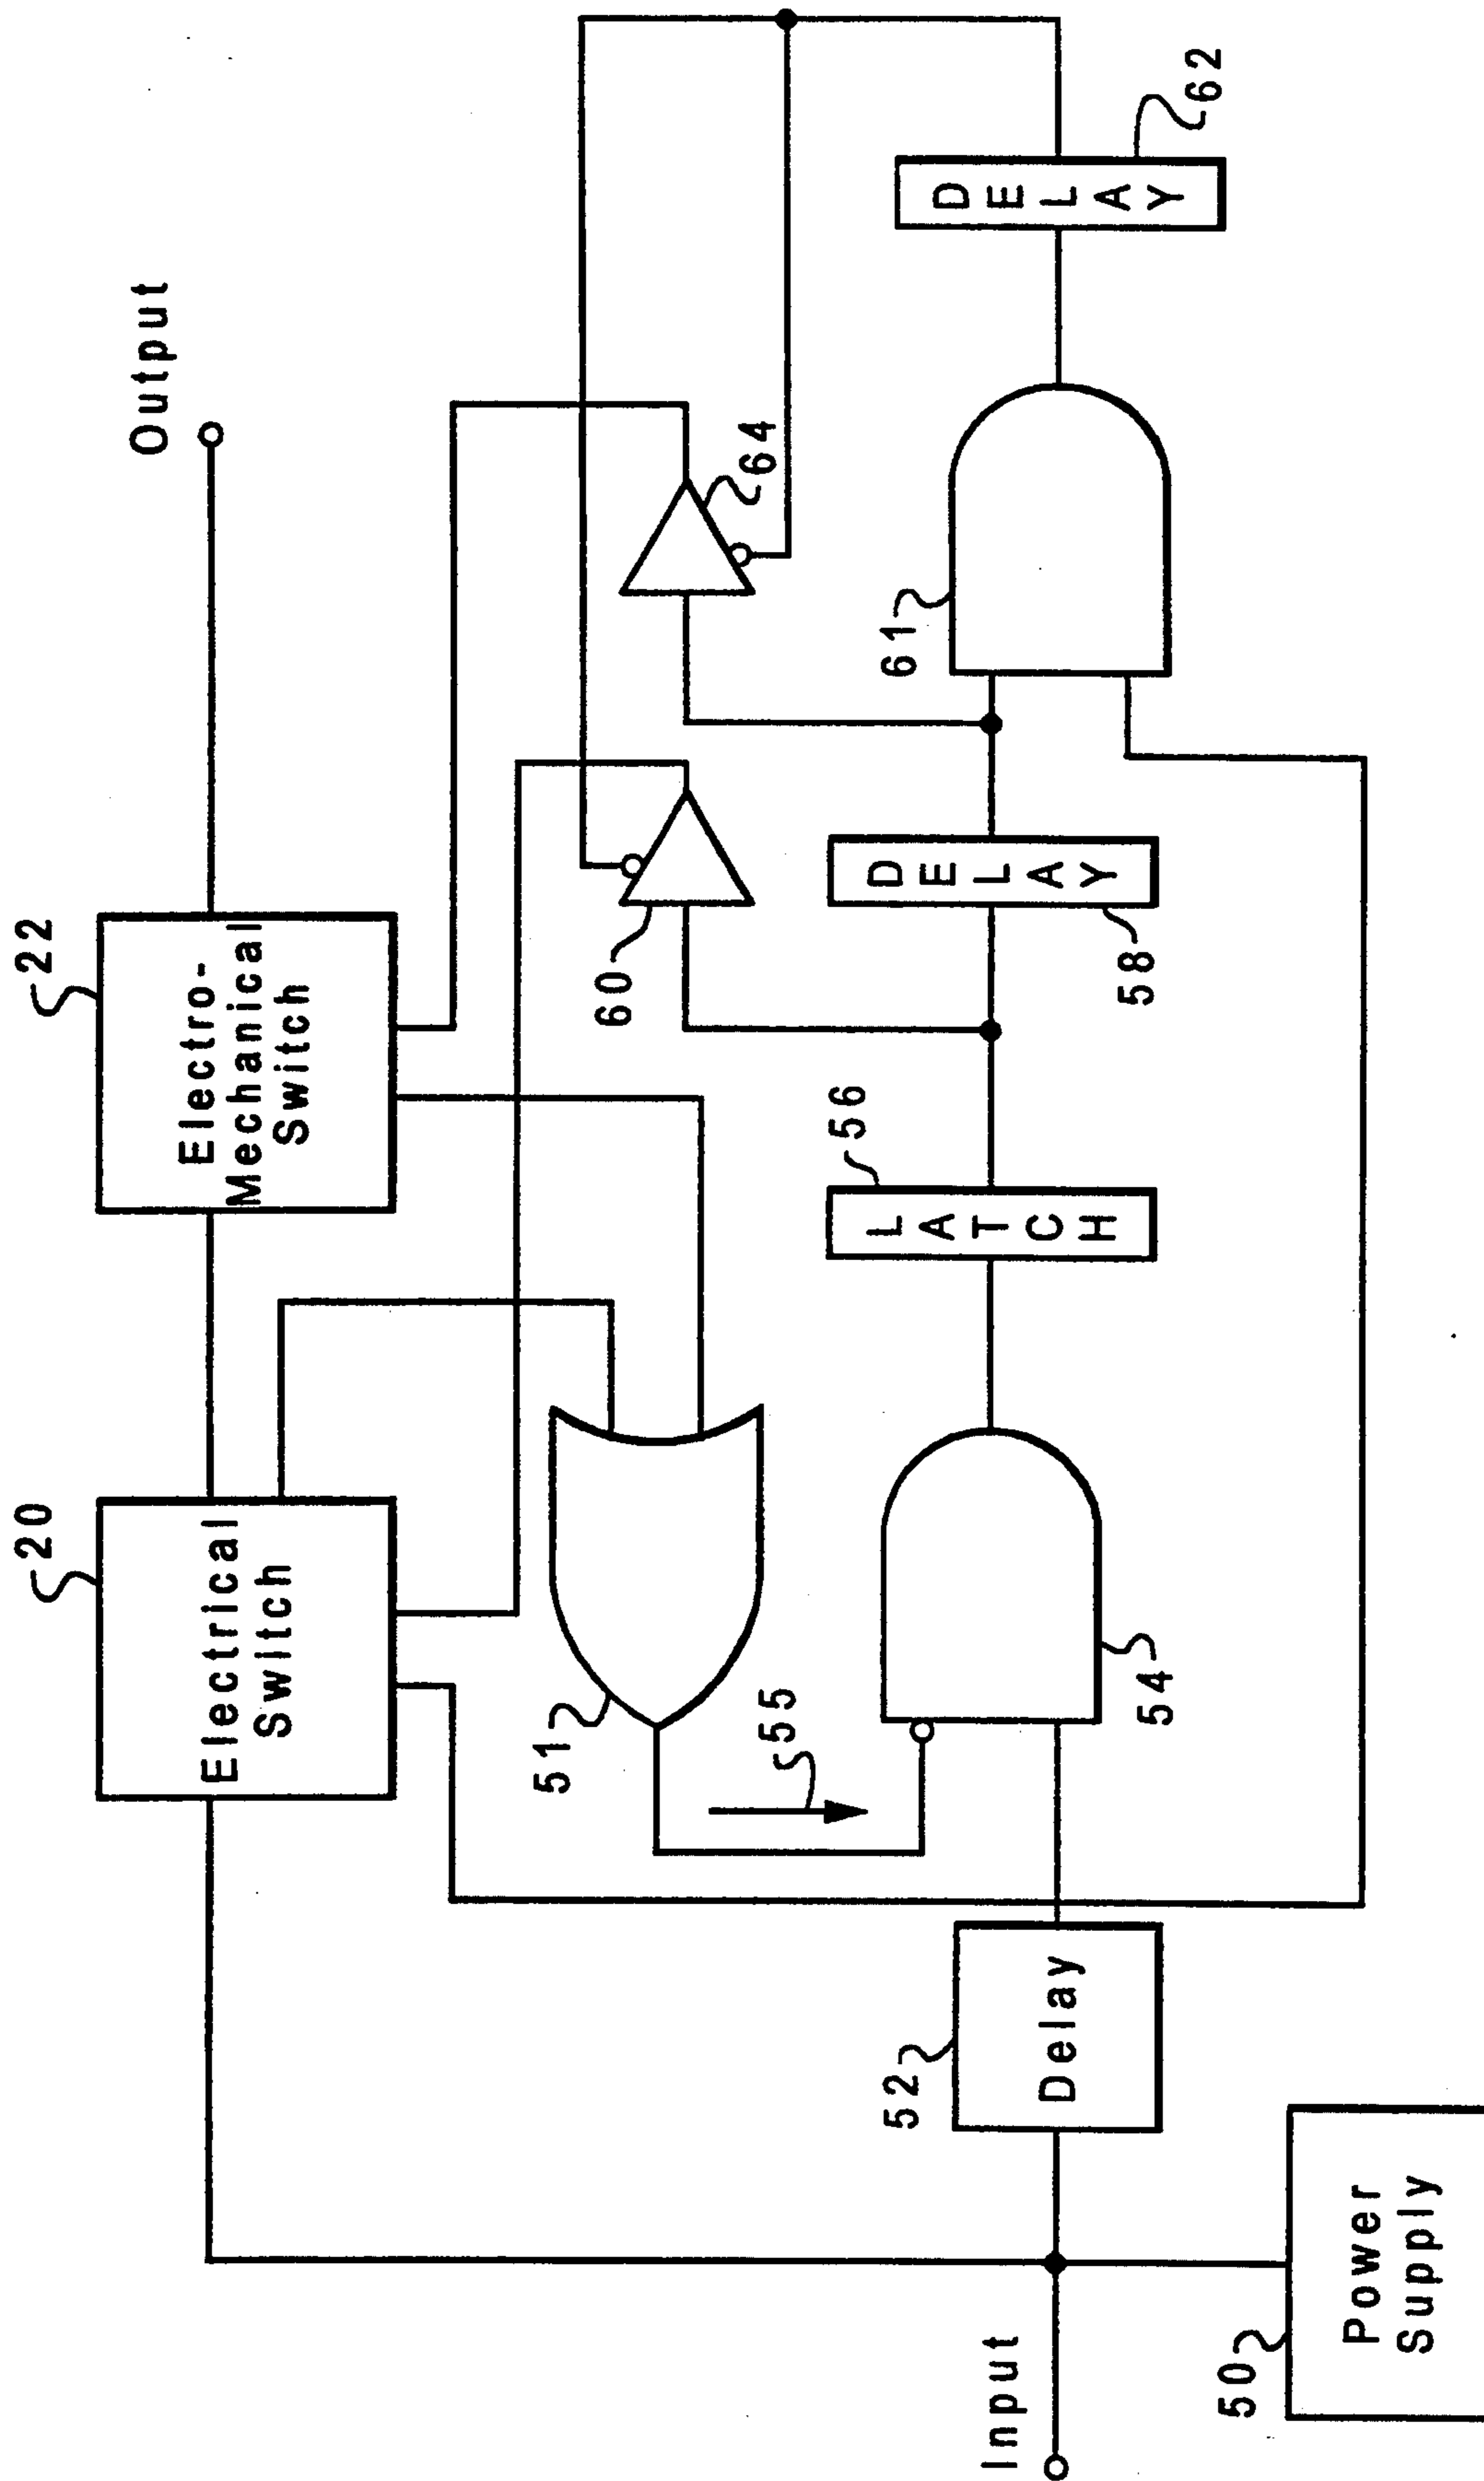 20
22
Electrical
Switch
Electro-
Mechanical
Switch
Output
51
55
60
64
54
56
LATCH
58
DELAY
61
DELAY
62
52
Delay
Input
50
Power
Supply